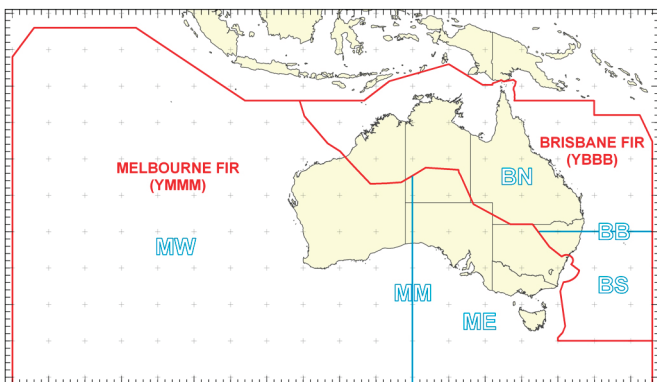 MELBOURNE FIR
(YMMM)
BRISBANE FIR
(YBBB)
BN
MW
BB
MM
BS
ME